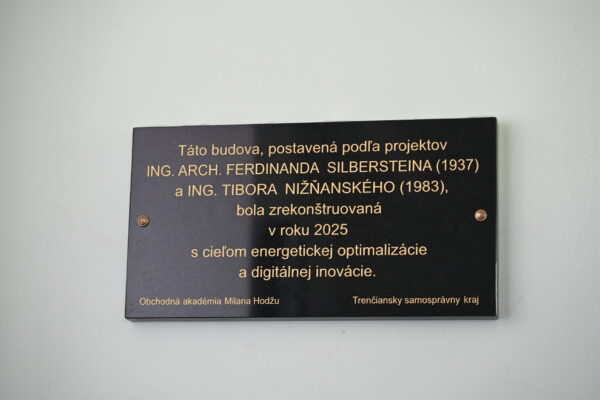 Táto budova, postavená podľa projektov
ING. ARCH. FERDINANDA SILBERSTEINA (1937)
a ING. TIBORA NIŽŇANSKÉHO (1983),
bola zrekonštruovaná
v roku 2025
s cieľom energetickej optimalizácie
a digitálnej inovácie.
Obchodná akadémia Milana Hodžu Trenčiansky samosprávny kraj